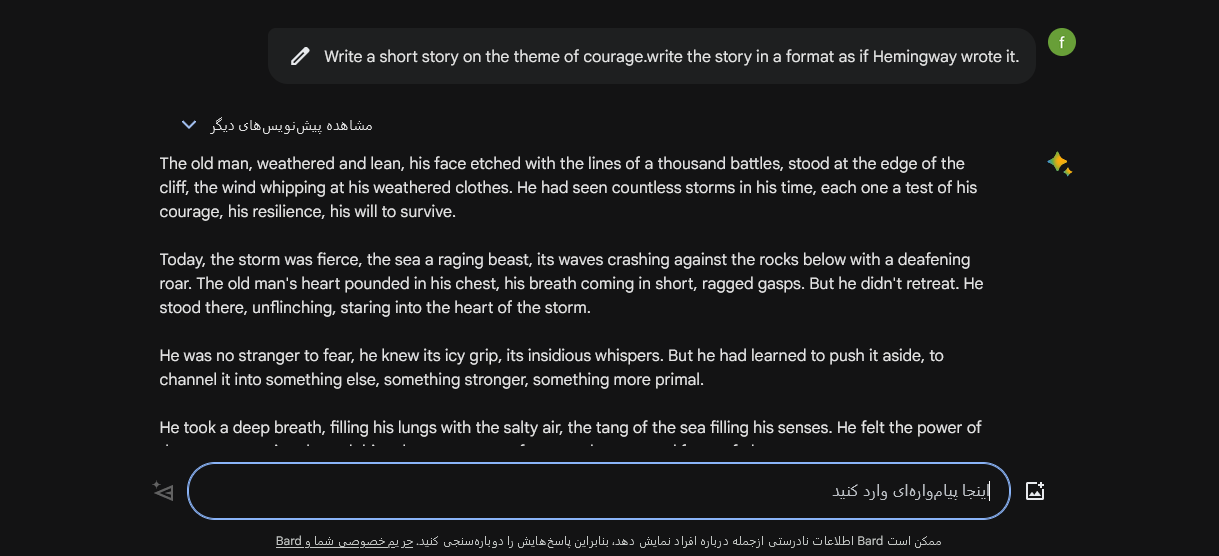 Write a short story on the theme of courage.write the story in a format as if Hemingway wrote it.
f
مشاهده پیش‌نویس‌های دیگر
The old man, weathered and lean, his face etched with the lines of a thousand battles, stood at the edge of the
cliff, the wind whipping at his weathered clothes. He had seen countless storms in his time, each one a test of his
courage, his resilience, his will to survive.
Today, the storm was fierce, the sea a raging beast, its waves crashing against the rocks below with a deafening
roar. The old man's heart pounded in his chest, his breath coming in short, ragged gasps. But he didn't retreat. He
stood there, unflinching, staring into the heart of the storm.
He was no stranger to fear, he knew its icy grip, its insidious whispers. But he had learned to push it aside, to
channel it into something else, something stronger, something more primal.
He took a deep breath, filling his lungs with the salty air, the tang of the sea filling his senses. He felt the power of
اینجا پیام‌واره‌ای وارد کنید
ممکن است Bard اطلاعات نادرستی ازجمله درباره افراد نمایش دهد، بنابراین پاسخ‌هایش را دوباره‌سنجی کنید. حریم‌خصوصی شما و Bard